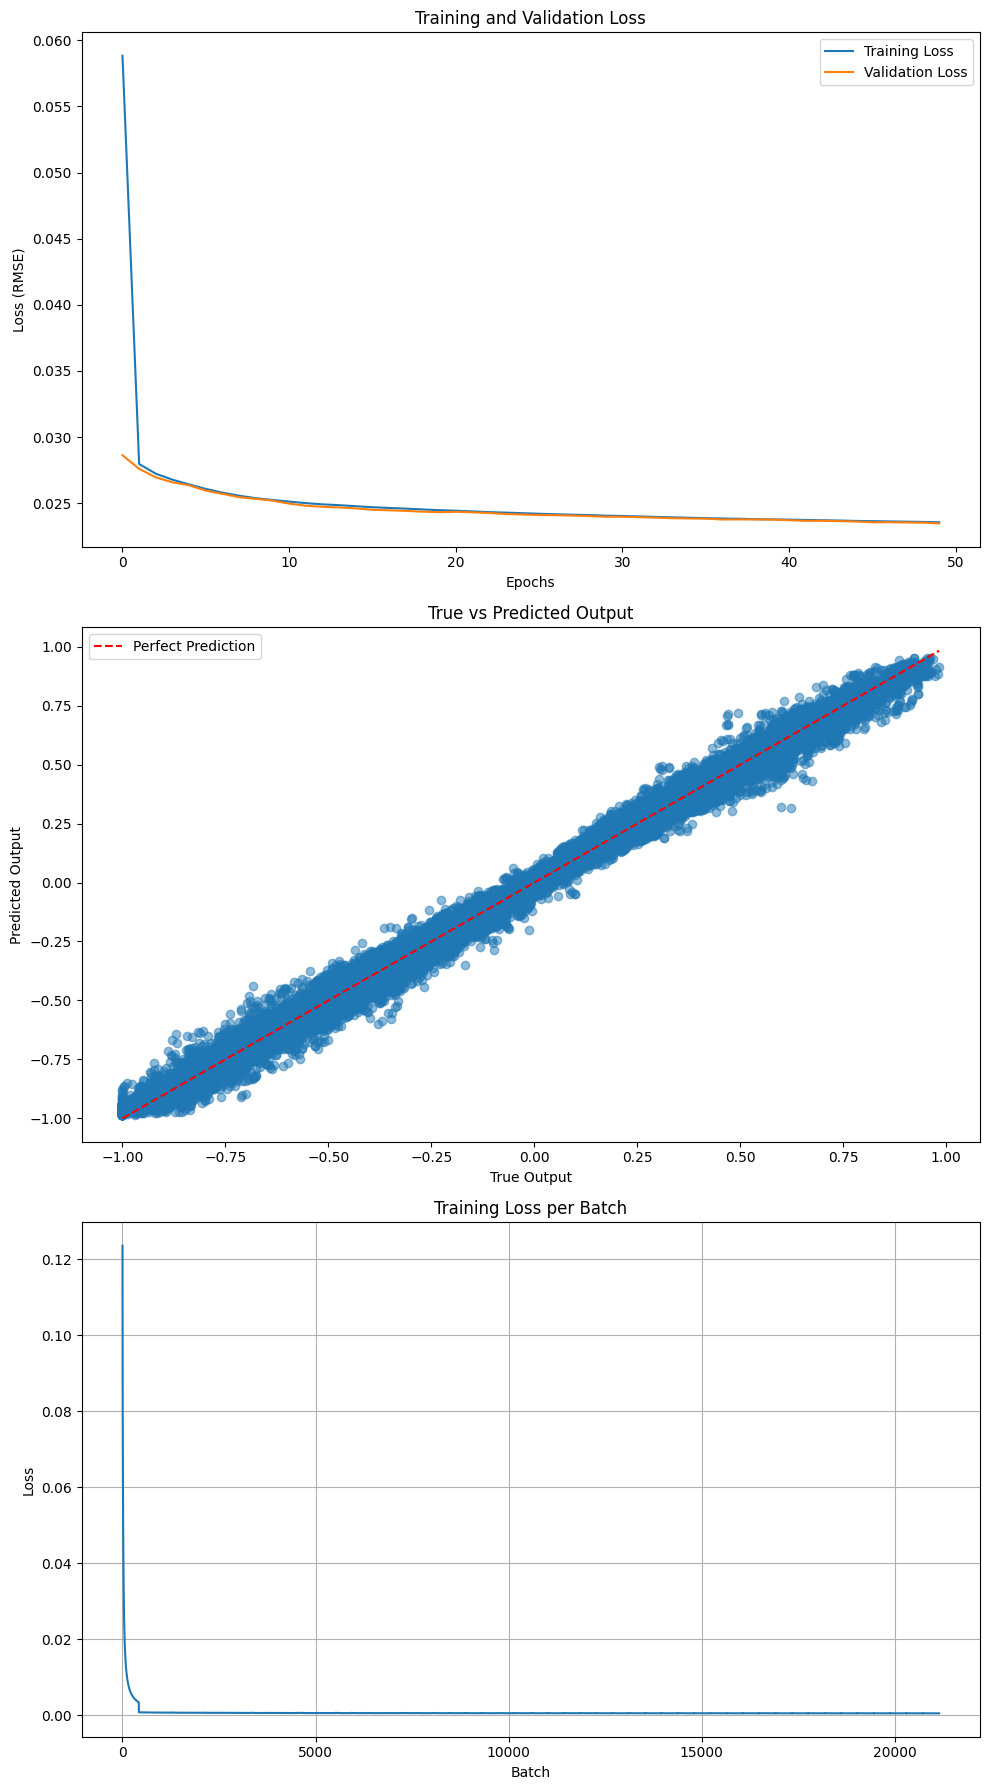 Training and Validation Loss
Training Loss
Validation Loss
0.060
0.055
0.050
0.045
0.040
0.035
0.030
0.025
Loss (RMSE)
0 10 20 30 40 50
Epochs
True vs Predicted Output
Perfect Prediction
1.00
0.75
0.50
0.25
0.00
−0.25
−0.50
−0.75
−1.00
Predicted Output
−1.00 −0.75 −0.50 −0.25 0.00 0.25 0.50 0.75 1.00
True Output
Training Loss per Batch
0.12
0.10
0.08
0.06
0.04
0.02
0.00
Loss
0 5000 10000 15000 20000
Batch